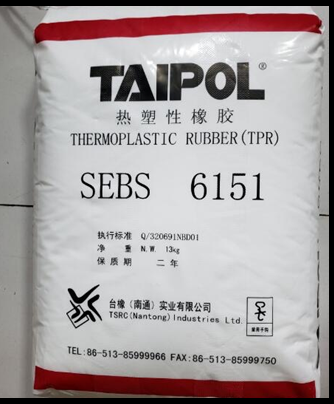 TAIPOL®
热塑性橡胶
THERMOPLASTIC RUBBER(TPR)
SEBS 6151
执行标准 Q/320691NBD01
净 重 N.W. 13kg
保 质 期 二 年
台橡（南通）实业有限公司
TSRC(Nantong)Industries Ltd.
TEL:86-513-85999966 FAX:86-513-85999750